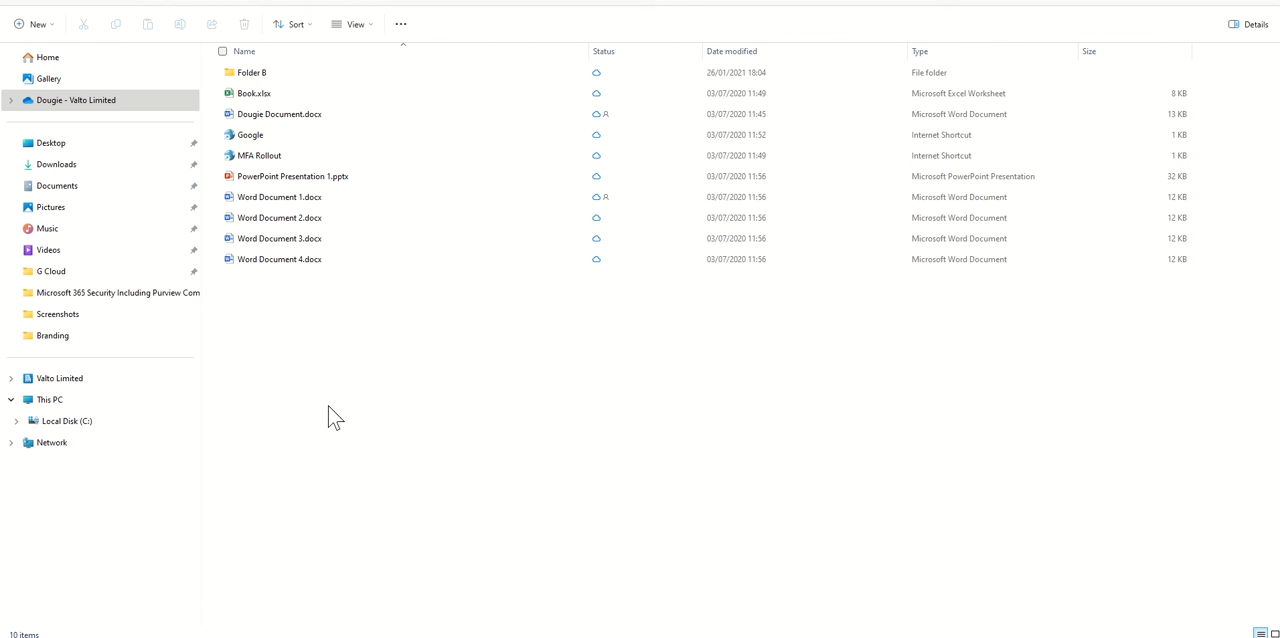 New Sort View ••• Details
Home
Gallery
Dougie - Valto Limited
Desktop
Downloads
Documents
Pictures
Music
Videos
G Cloud
Microsoft 365 Security Including Purview Com
Screenshots
Branding
Valto Limited
This PC
Local Disk (C:)
Network
Name Status Date modified Type Size
Folder B 26/01/2021 18:04 File folder
Book.xlsx 03/07/2020 11:49 Microsoft Excel Worksheet 8 KB
Dougie Document.docx 03/07/2020 11:45 Microsoft Word Document 13 KB
Google 03/07/2020 11:52 Internet Shortcut 1 KB
MFA Rollout 03/07/2020 11:49 Internet Shortcut 1 KB
PowerPoint Presentation 1.pptx 03/07/2020 11:56 Microsoft PowerPoint Presentation 32 KB
Word Document 1.docx 03/07/2020 11:56 Microsoft Word Document 12 KB
Word Document 2.docx 03/07/2020 11:56 Microsoft Word Document 12 KB
Word Document 3.docx 03/07/2020 11:56 Microsoft Word Document 12 KB
Word Document 4.docx 03/07/2020 11:56 Microsoft Word Document 12 KB
10 items